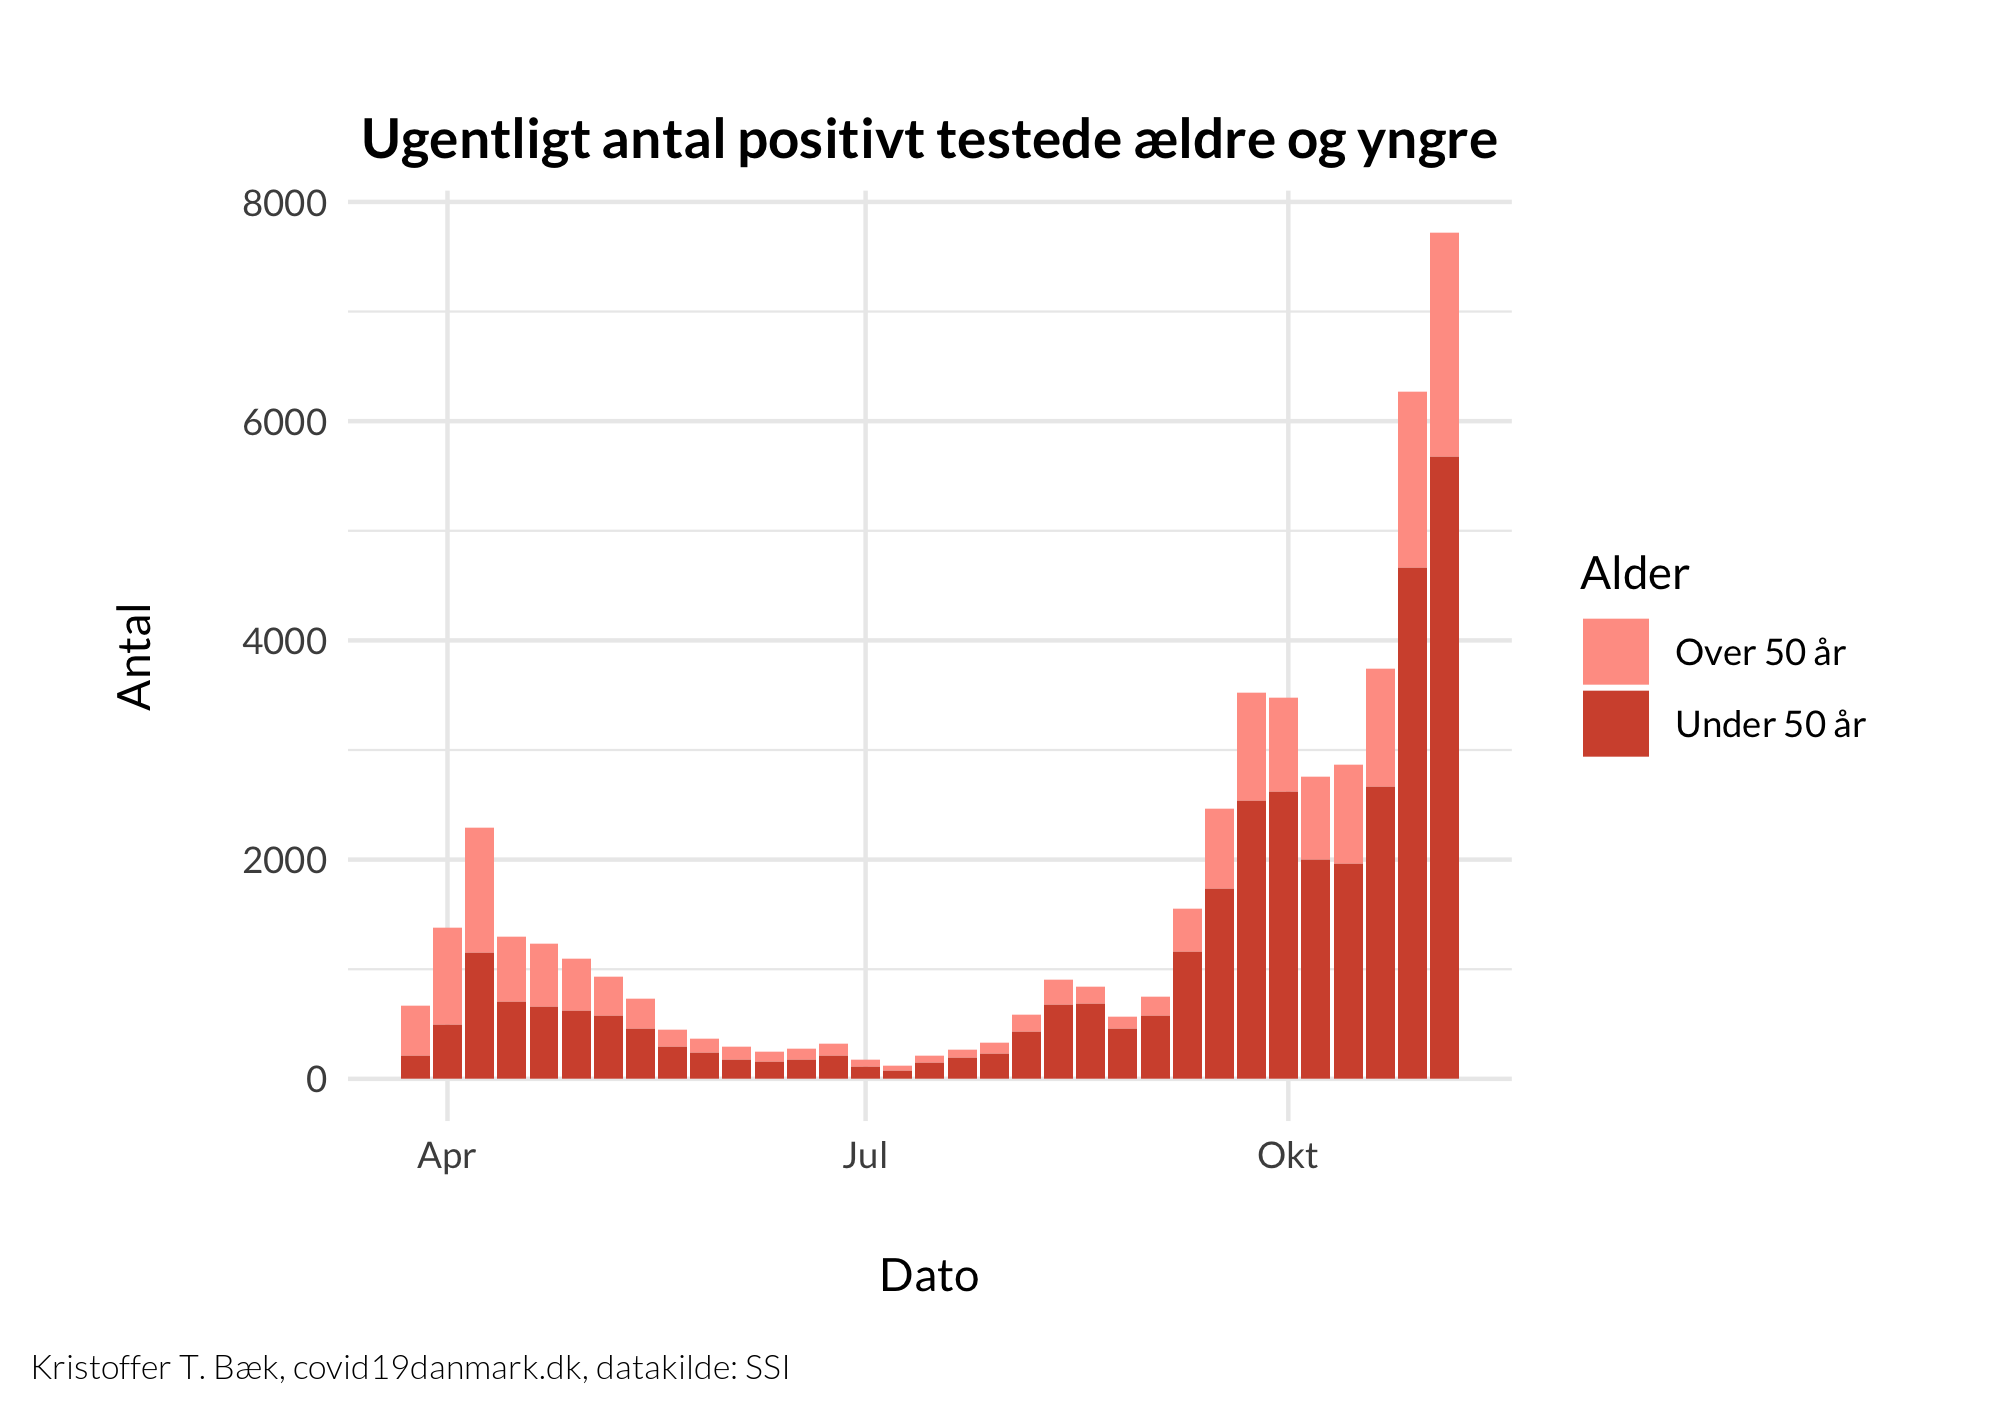 Ugentligt antal positivt testede ældre og yngre
8000
6000
4000
2000
0
Antal
Apr
Jul
Okt
Dato
Alder
Over 50 år
Under 50 år
Kristoffer T. Bæk, covid19danmark.dk, datakilde: SSI